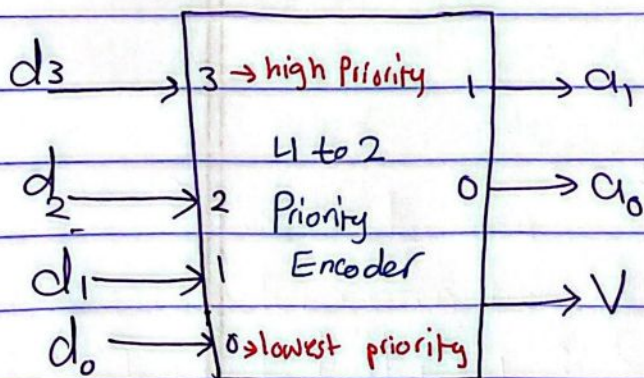 d3 3 → high Priority 1 a₁
4 to 2
d₂ 2 Priority 0 a₀
d₁ 1 Encoder V
d₀ 0 → lowest priority